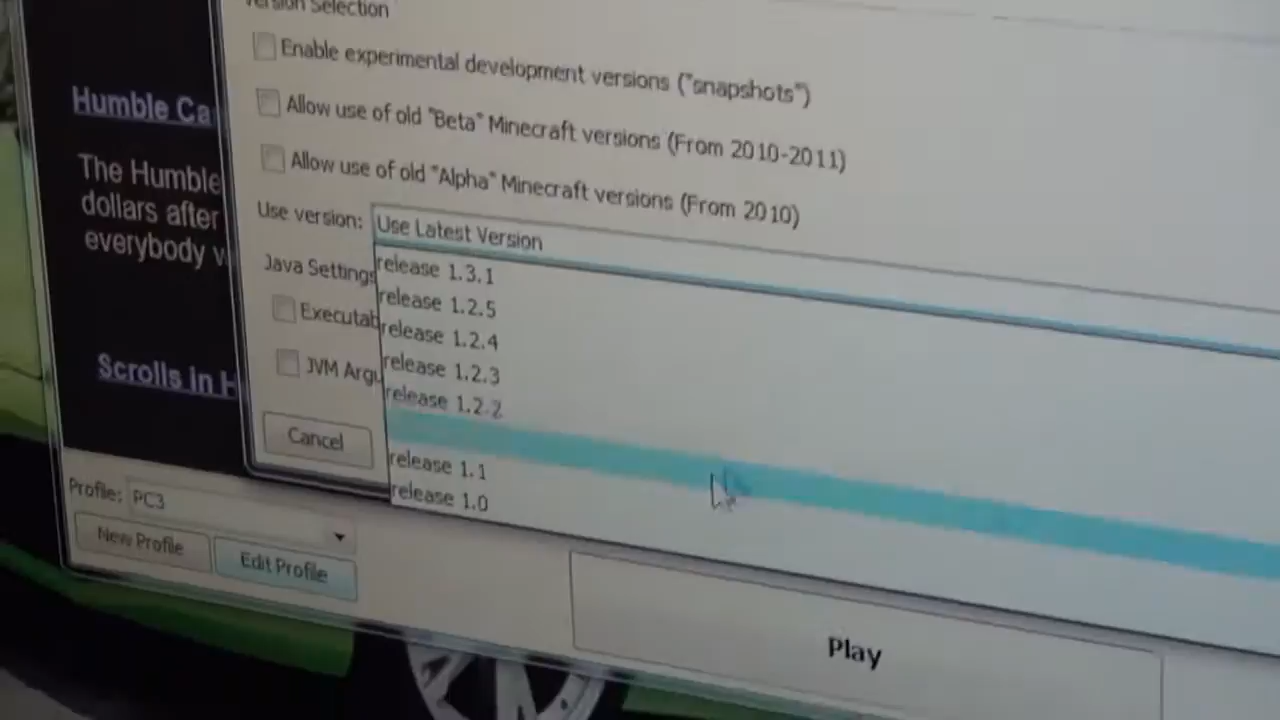 Version Selection
Enable experimental development versions ("snapshots")
Humble Ca
Allow use of old "Beta" Minecraft versions (From 2010-2011)
The Humble
Allow use of old "Alpha" Minecraft versions (From 2010)
dollars after
everybody w
Use version: Use Latest Version
Java Settings
release 1.3.1
release 1.2.5
Executab
release 1.2.4
release 1.2.3
JVM Argu
release 1.2.2
Scrolls in H
Cancel
release 1.1
release 1.0
Profile: PC3
New Profile
Edit Profile
Play